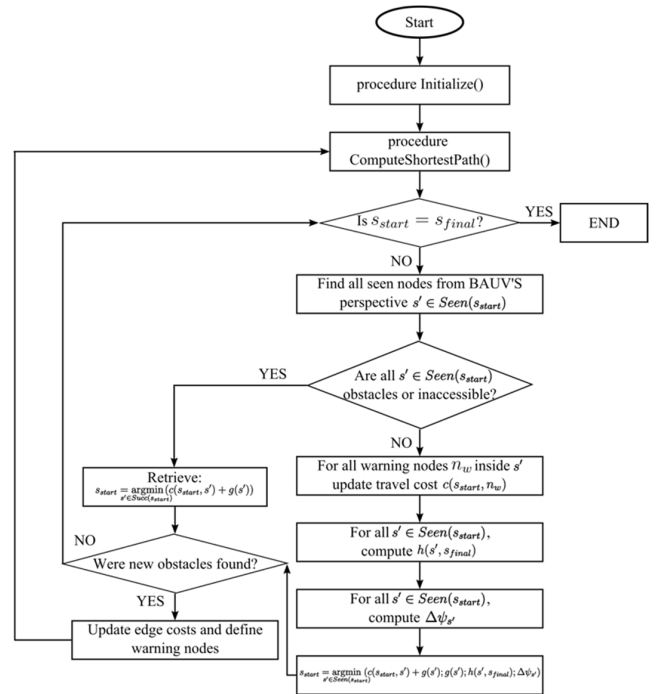 Start
procedure Initialize()
procedure
ComputeShortestPath()
Is s_start = s_final?
YES
END
NO
Find all seen nodes from BAUV'S
perspective s′ ∈ Seen(s_start)
Are all s′ ∈ Seen(s_start)
obstacles or inaccessible?
YES
NO
For all warning nodes n_w inside s′
update travel cost c(s_start, n_w)
For all s′ ∈ Seen(s_start),
compute h(s′, s_final)
For all s′ ∈ Seen(s_start),
compute Δψ_s′
s_start = argmin (c(s_start, s′) + g(s′); g(s′); h(s′, s_final); Δψ_s′)
s′∈Seen(s_start)
Retrieve:
s_start = argmin (c(s_start, s′) + g(s′))
s′∈Succ(s_start)
Were new obstacles found?
NO
YES
Update edge costs and define
warning nodes